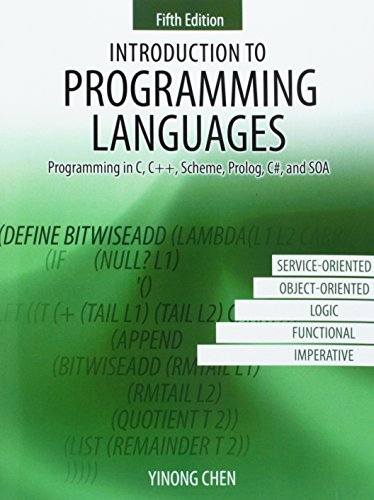 Fifth Edition
INTRODUCTION TO
PROGRAMMING
LANGUAGES
Programming in C, C++, Scheme, Prolog, C#, and SOA
(DEFINE BITWISEADD (LAMBDA(L1 L2 CARRY)
(IF (NULL? L1)
'()
LET ((T (+ (TAIL L1) (TAIL L2)
(APPEND
(BITWISEADD (RMTAIL L1)
(RMTAIL L2)
(QUOTIENT T 2))
(LIST (REMAINDER T 2))
)))))
SERVICE-ORIENTED
OBJECT-ORIENTED
LOGIC
FUNCTIONAL
IMPERATIVE
YINONG CHEN